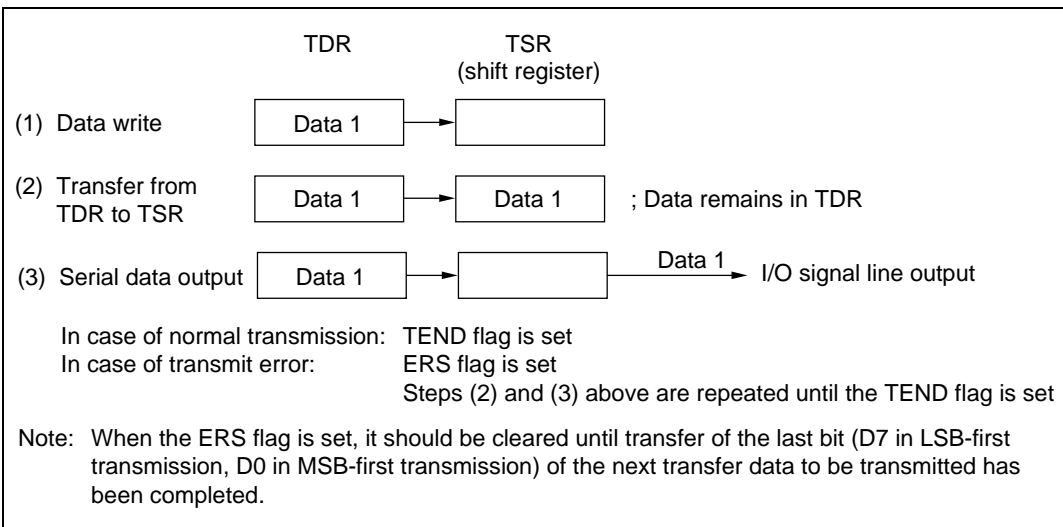 TDR TSR
(shift register)
(1) Data write Data 1
(2) Transfer from
TDR to TSR Data 1 Data 1 ; Data remains in TDR
(3) Serial data output Data 1 Data 1 I/O signal line output
In case of normal transmission: TEND flag is set
In case of transmit error: ERS flag is set
Steps (2) and (3) above are repeated until the TEND flag is set
Note: When the ERS flag is set, it should be cleared until transfer of the last bit (D7 in LSB-first
transmission, D0 in MSB-first transmission) of the next transfer data to be transmitted has
been completed.